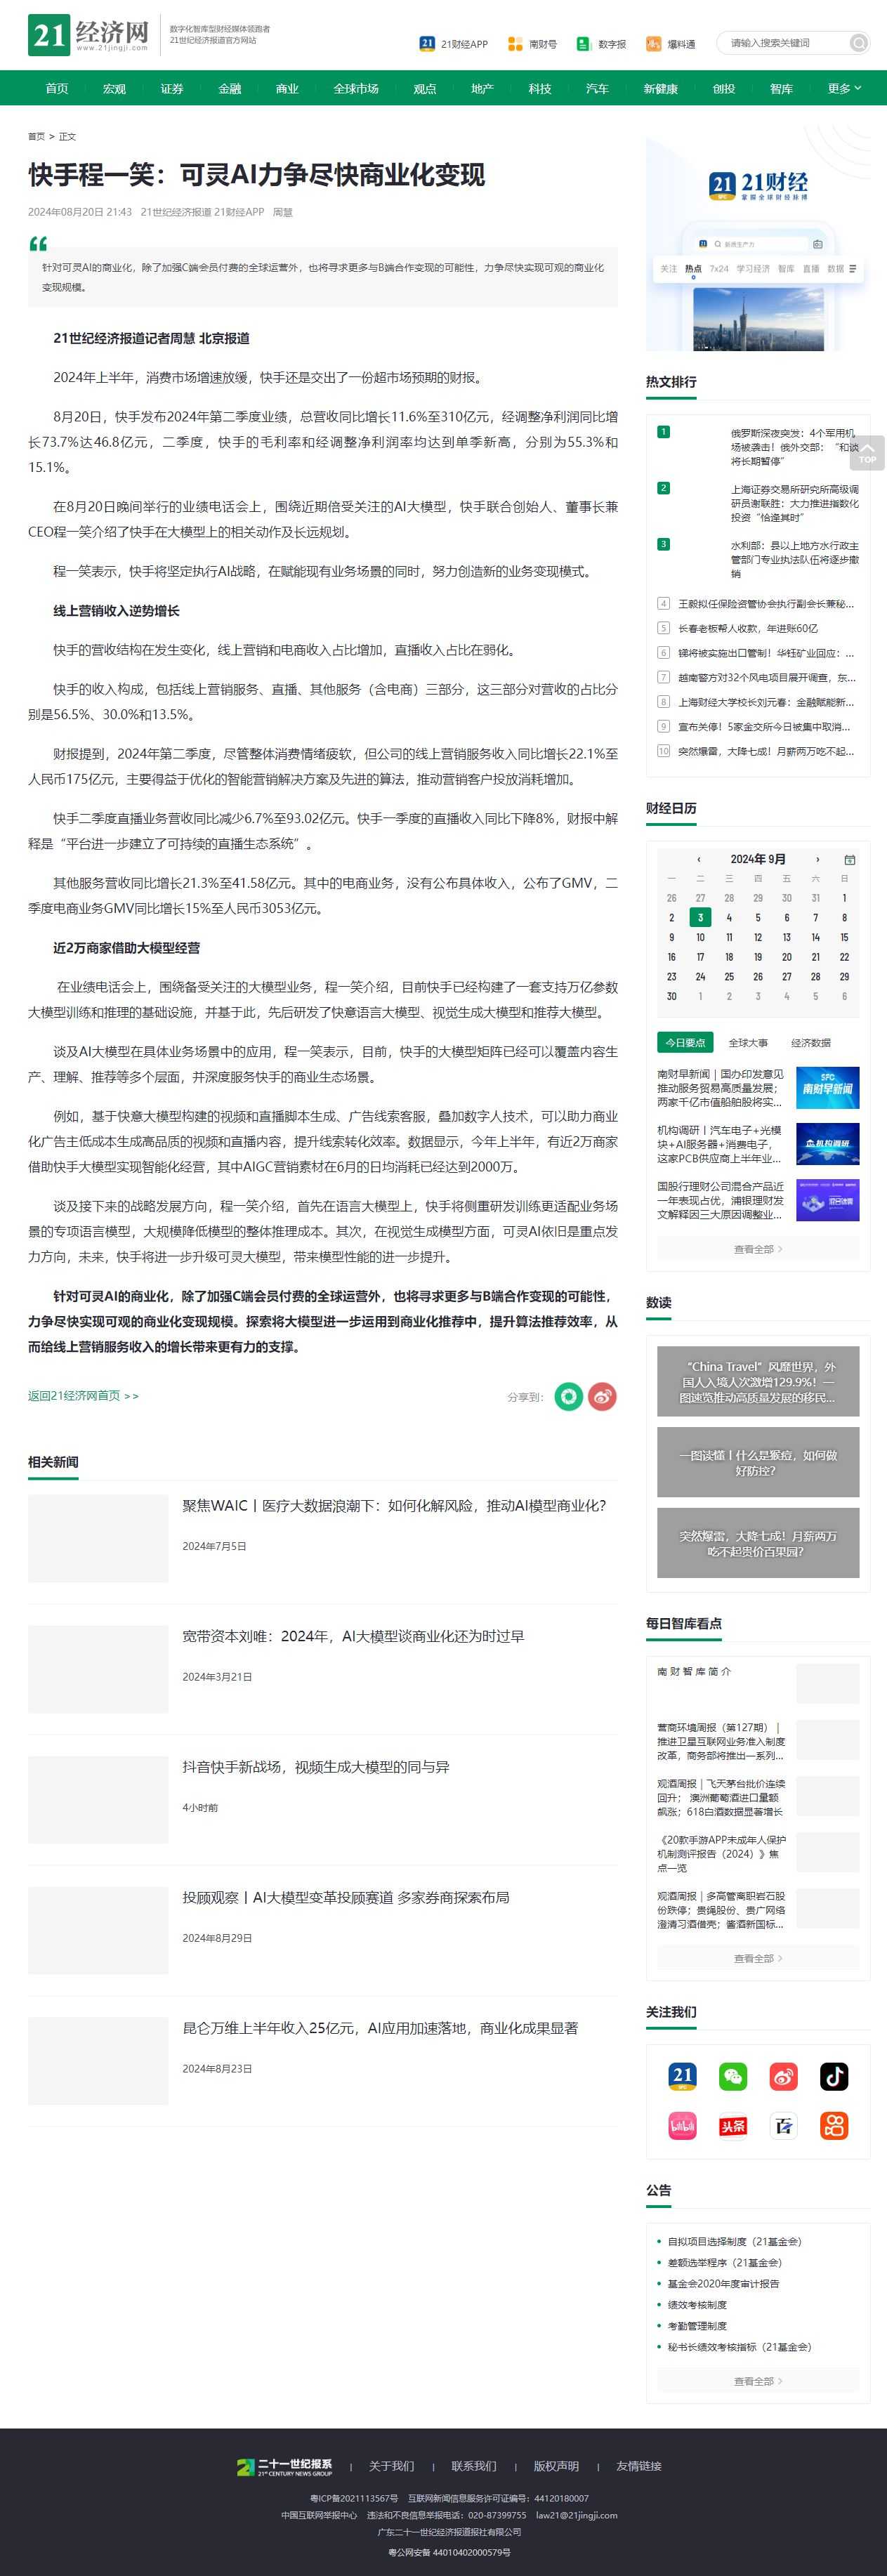 21 经济网
www.21jingji.com
数字化智库型财经媒体领跑者
21世纪经济报道官方网站
21财经APP
南财号
数字报
爆料通
请输入搜索关键词
首页 宏观 证券 金融 商业 全球市场 观点 地产 科技 汽车 新健康 创投 智库 更多
首页 > 正文
快手程一笑：可灵AI力争尽快商业化变现
2024年08月20日 21:43 21世纪经济报道 21财经APP 周慧
针对可灵AI的商业化，除了加强C端会员付费的全球运营外，也将寻求更多与B端合作变现的可能性，力争尽快实现可观的商业化
变现规模。
21世纪经济报道记者周慧 北京报道
2024年上半年，消费市场增速放缓，快手还是交出了一份超市场预期的财报。
8月20日，快手发布2024年第二季度业绩，总营收同比增长11.6%至310亿元，经调整净利润同比增
长73.7%达46.8亿元，二季度，快手的毛利率和经调整净利润率均达到单季新高，分别为55.3%和
15.1%。
在8月20日晚间举行的业绩电话会上，围绕近期倍受关注的AI大模型，快手联合创始人、董事长兼
CEO程一笑介绍了快手在大模型上的相关动作及长远规划。
程一笑表示，快手将坚定执行AI战略，在赋能现有业务场景的同时，努力创造新的业务变现模式。
线上营销收入逆势增长
快手的营收结构在发生变化，线上营销和电商收入占比增加，直播收入占比在弱化。
快手的收入构成，包括线上营销服务、直播、其他服务（含电商）三部分，这三部分对营收的占比分
别是56.5%、30.0%和13.5%。
财报提到，2024年第二季度，尽管整体消费情绪疲软，但公司的线上营销服务收入同比增长22.1%至
人民币175亿元，主要得益于优化的智能营销解决方案及先进的算法，推动营销客户投放消耗增加。
快手二季度直播业务营收同比减少6.7%至93.02亿元。快手一季度的直播收入同比下降8%，财报中解
释是“平台进一步建立了可持续的直播生态系统”。
其他服务营收同比增长21.3%至41.58亿元。其中的电商业务，没有公布具体收入，公布了GMV，二
季度电商业务GMV同比增长15%至人民币3053亿元。
近2万商家借助大模型经营
在业绩电话会上，围绕备受关注的大模型业务，程一笑介绍，目前快手已经构建了一套支持万亿参数
大模型训练和推理的基础设施，并基于此，先后研发了快意语言大模型、视觉生成大模型和推荐大模型。
谈及AI大模型在具体业务场景中的应用，程一笑表示，目前，快手的大模型矩阵已经可以覆盖内容生
产、理解、推荐等多个层面，并深度服务快手的商业生态场景。
例如，基于快意大模型构建的视频和直播脚本生成、广告线索客服，叠加数字人技术，可以助力商业
化广告主低成本生成高品质的视频和直播内容，提升线索转化效率。数据显示，今年上半年，有近2万商家
借助快手大模型实现智能化经营，其中AIGC营销素材在6月的日均消耗已经达到2000万。
谈及接下来的战略发展方向，程一笑介绍，首先在语言大模型上，快手将侧重研发训练更适配业务场
景的专项语言模型，大规模降低模型的整体推理成本。其次，在视觉生成模型方面，可灵AI依旧是重点发
力方向，未来，快手将进一步升级可灵大模型，带来模型性能的进一步提升。
针对可灵AI的商业化，除了加强C端会员付费的全球运营外，也将寻求更多与B端合作变现的可能性，
力争尽快实现可观的商业化变现规模。探索将大模型进一步运用到商业化推荐中，提升算法推荐效率，从
而给线上营销服务收入的增长带来更有力的支撑。
返回21经济网首页 >>
分享到：
相关新闻
聚焦WAIC丨医疗大数据浪潮下：如何化解风险，推动AI模型商业化？
2024年7月5日
宽带资本刘唯：2024年，AI大模型谈商业化还为时过早
2024年3月21日
抖音快手新战场，视频生成大模型的同与异
4小时前
投顾观察丨AI大模型变革投顾赛道 多家券商探索布局
2024年8月29日
昆仑万维上半年收入25亿元，AI应用加速落地，商业化成果显著
2024年8月23日
21财经
掌握全球财经脉搏
新质生产力
关注 热点 7x24 学习经济 智库 直播 数据
热文排行
1 俄罗斯深夜突发：4个军用机
场被袭击！俄外交部：“和谈
将长期暂停”
TOP
2 上海证券交易所研究所高级调
研员谢联胜：大力推进指数化
投资“恰逢其时”
3 水利部：县以上地方水行政主
管部门专业执法队伍将逐步撤
销
4 王毅拟任保险资管协会执行副会长兼秘...
5 长春老板帮人收款，年进账60亿
6 锑将被实施出口管制！华钰矿业回应：...
7 越南警方对32个风电项目展开调查，东...
8 上海财经大学校长刘元春：金融赋能新...
9 宣布关停！5家金交所今日被集中取消...
10 突然爆雷，大降七成！月薪两万吃不起...
财经日历
‹ 2024年 9月 ›
一 二 三 四 五 六 日
26 27 28 29 30 31 1
2 3 4 5 6 7 8
9 10 11 12 13 14 15
16 17 18 19 20 21 22
23 24 25 26 27 28 29
30 1 2 3 4 5 6
今日要点 全球大事 经济数据
南财早新闻｜国办印发意见
推动服务贸易高质量发展；
两家千亿市值船舶股将实...
SFC
南财早新闻
机构调研丨汽车电子+光模
块+AI服务器+消费电子，
这家PCB供应商上半年业...
机构调研
国股行理财公司混合产品近
一年表现占优，浦银理财发
文解释因三大原因调整业...
查看全部 >
数读
“China Travel”风靡世界，外
国人入境人次激增129.9%！一
图速览推动高质量发展的移民...
一图读懂丨什么是猴痘，如何做
好防控？
突然爆雷，大降七成！月薪两万
吃不起贵价百果园？
每日智库看点
南 财 智 库 简 介
营商环境周报（第127期）｜
推进卫星互联网业务准入制度
改革，商务部将推出一系列...
观酒周报｜飞天茅台批价连续
回升； 澳洲葡萄酒进口量额
飙涨；618白酒数据显著增长
《20款手游APP未成年人保护
机制测评报告（2024）》焦
点一览
观酒周报｜多高管离职岩石股
份跌停；贵绳股份、贵广网络
澄清习酒借壳；酱酒新国标...
查看全部 >
关注我们
21
SFC
bilibili
头条
百
公告
自拟项目选择制度（21基金会）
差额选举程序（21基金会）
基金会2020年度审计报告
绩效考核制度
考勤管理制度
秘书长绩效考核指标（21基金会）
查看全部 >
二十一世纪报系
21st CENTURY NEWS GROUP
| 关于我们 | 联系我们 | 版权声明 | 友情链接
粤ICP备2021113567号 互联网新闻信息服务许可证编号：44120180007
中国互联网举报中心 违法和不良信息举报电话：020-87399755 law21@21jingji.com
广东二十一世纪经济报道报社有限公司
粤公网安备 44010402000579号